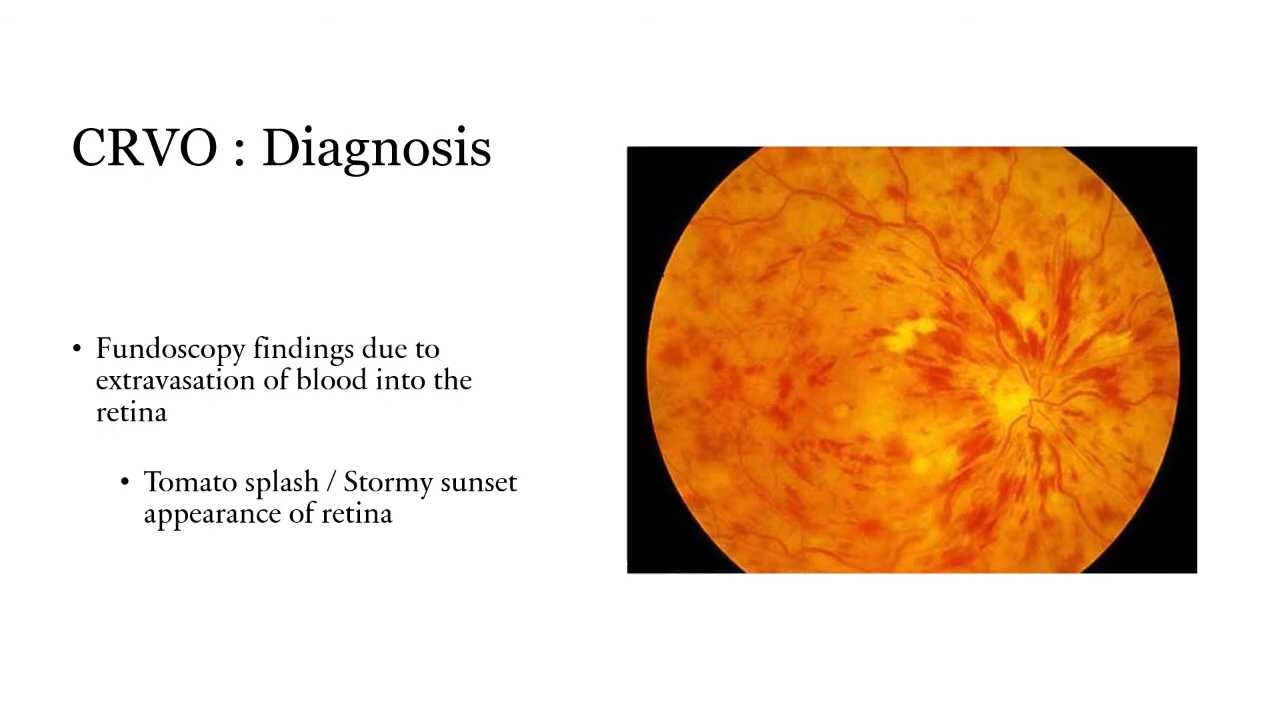 CRVO : Diagnosis
• Fundoscopy findings due to
extravasation of blood into the
retina
• Tomato splash / Stormy sunset
appearance of retina